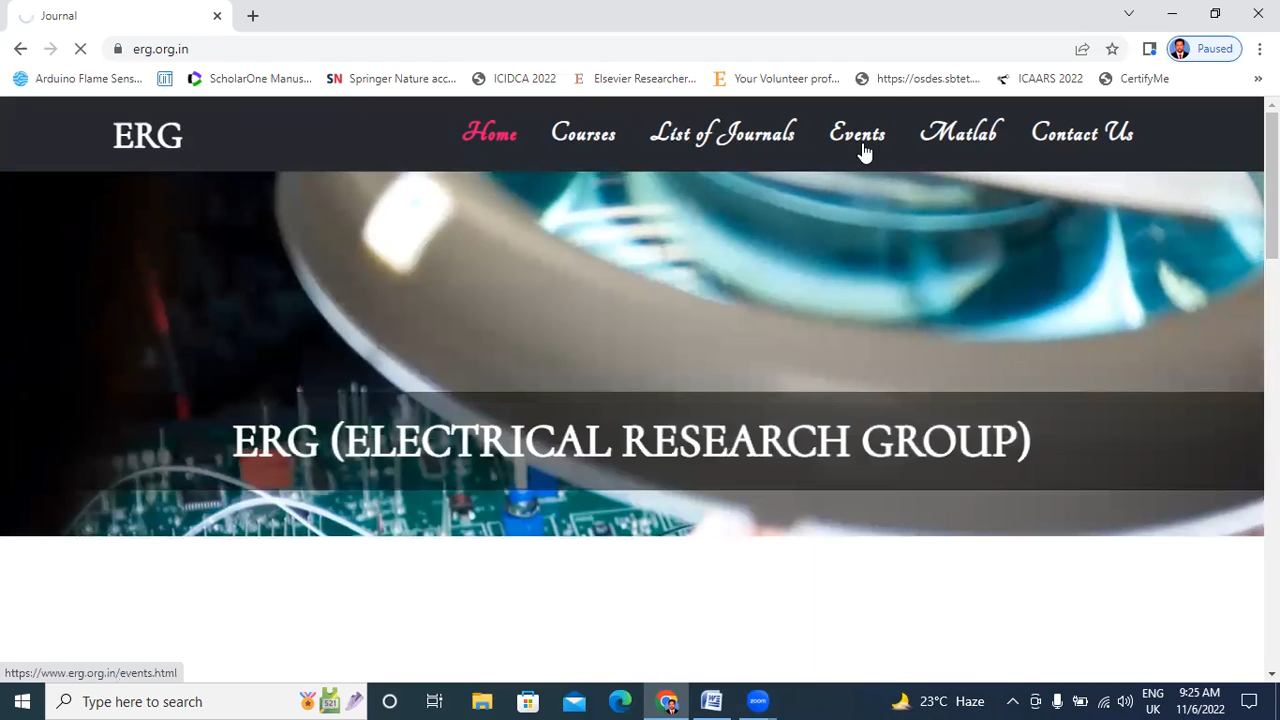 Journal
erg.org.in
Paused
Arduino Flame Sens...
ScholarOne Manus...
SN Springer Nature acc...
ICIDCA 2022
E Elsevier Researcher...
E Your Volunteer prof...
https://osdes.sbtet....
ICAARS 2022
CertifyMe
»
ERG
Home
Courses
List of Journals
Events
Matlab
Contact Us
ERG (ELECTRICAL RESEARCH GROUP)
https://www.erg.org.in/events.html
Type here to search
521
23°C Haze
ENG
UK
9:25 AM
11/6/2022
zoom